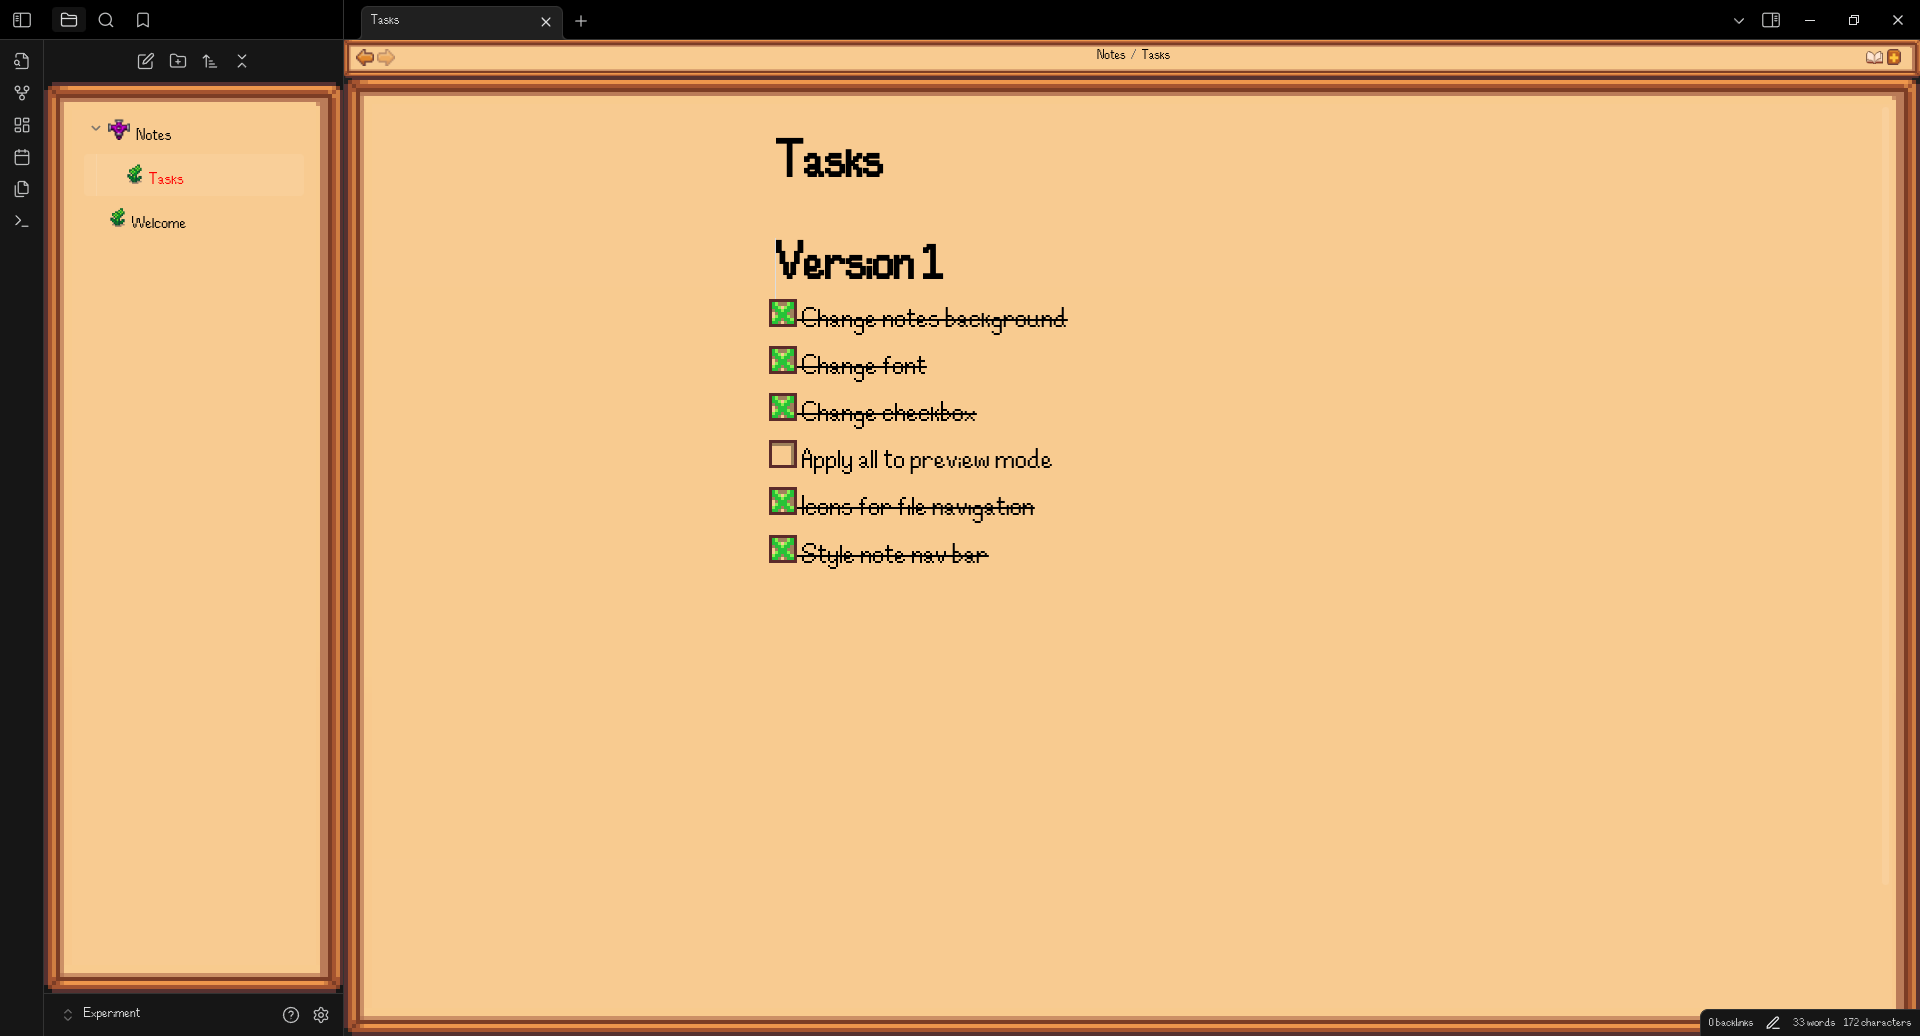 Tasks
Notes / Tasks
Notes
Tasks
Welcome
Tasks
Version 1
Change notes background
Change font
Change checkbox
Apply all to preview mode
Icons for file navigation
Style note nav bar
Experiment
0 backlinks 33 words 172 characters